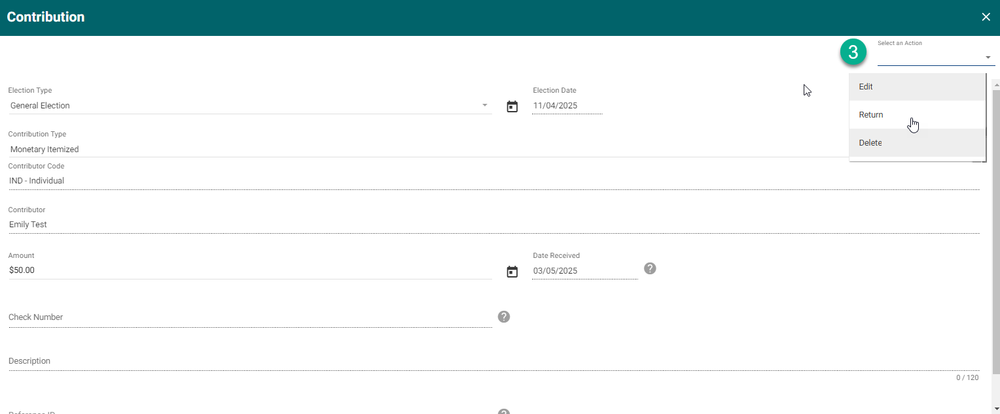 Contribution
3
Select an Action
Edit
Return
Delete
Election Type
General Election
Election Date
11/04/2025
Contribution Type
Monetary Itemized
Contributor Code
IND - Individual
Contributor
Emily Test
Amount
$50.00
Date Received
03/05/2025
?
Check Number
?
Description
0 / 120
Reference ID
?